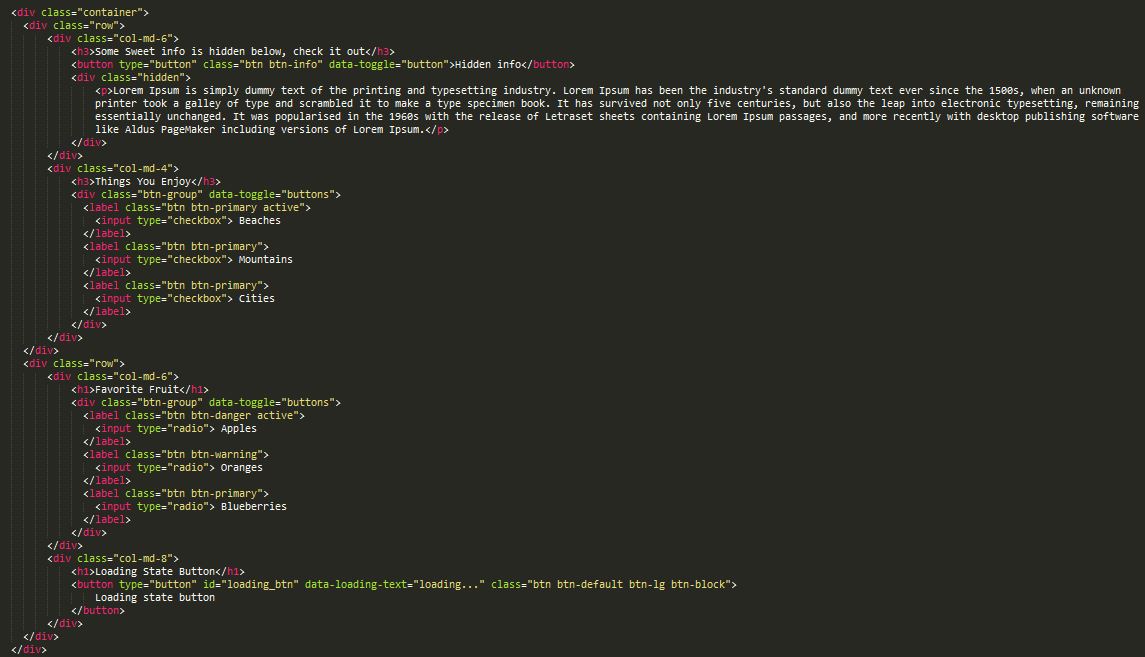 <div class="container">
<div class="row">
<div class="col-md-6">
<h3>Some Sweet info is hidden below, check it out</h3>
<button type="button" class="btn btn-info" data-toggle="button">Hidden info</button>
<div class="hidden">
<p>Lorem Ipsum is simply dummy text of the printing and typesetting industry. Lorem Ipsum has been the industry's standard dummy text ever since the 1500s, when an unknown
printer took a galley of type and scrambled it to make a type specimen book. It has survived not only five centuries, but also the leap into electronic typesetting, remaining
essentially unchanged. It was popularised in the 1960s with the release of Letraset sheets containing Lorem Ipsum passages, and more recently with desktop publishing software
like Aldus PageMaker including versions of Lorem Ipsum.</p>
</div>
</div>
<div class="col-md-4">
<h3>Things You Enjoy</h3>
<div class="btn-group" data-toggle="buttons">
<label class="btn btn-primary active">
<input type="checkbox"> Beaches
</label>
<label class="btn btn-primary">
<input type="checkbox"> Mountains
</label>
<label class="btn btn-primary">
<input type="checkbox"> Cities
</label>
</div>
</div>
</div>
<div class="row">
<div class="col-md-6">
<h1>Favorite Fruit</h1>
<div class="btn-group" data-toggle="buttons">
<label class="btn btn-danger active">
<input type="radio"> Apples
</label>
<label class="btn btn-warning">
<input type="radio"> Oranges
</label>
<label class="btn btn-primary">
<input type="radio"> Blueberries
</label>
</div>
</div>
<div class="col-md-8">
<h1>Loading State Button</h1>
<button type="button" id="loading_btn" data-loading-text="loading..." class="btn btn-default btn-lg btn-block">
Loading state button
</button>
</div>
</div>
</div>